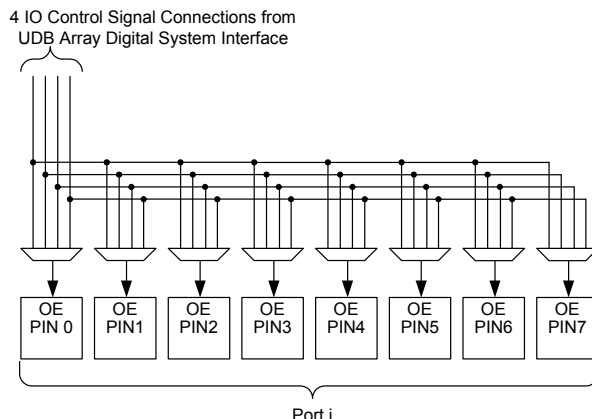 4 IO Control Signal Connections from
UDB Array Digital System Interface
OE
PIN 0
OE
PIN1
OE
PIN2
OE
PIN3
OE
PIN4
OE
PIN5
OE
PIN6
OE
PIN7
Port i